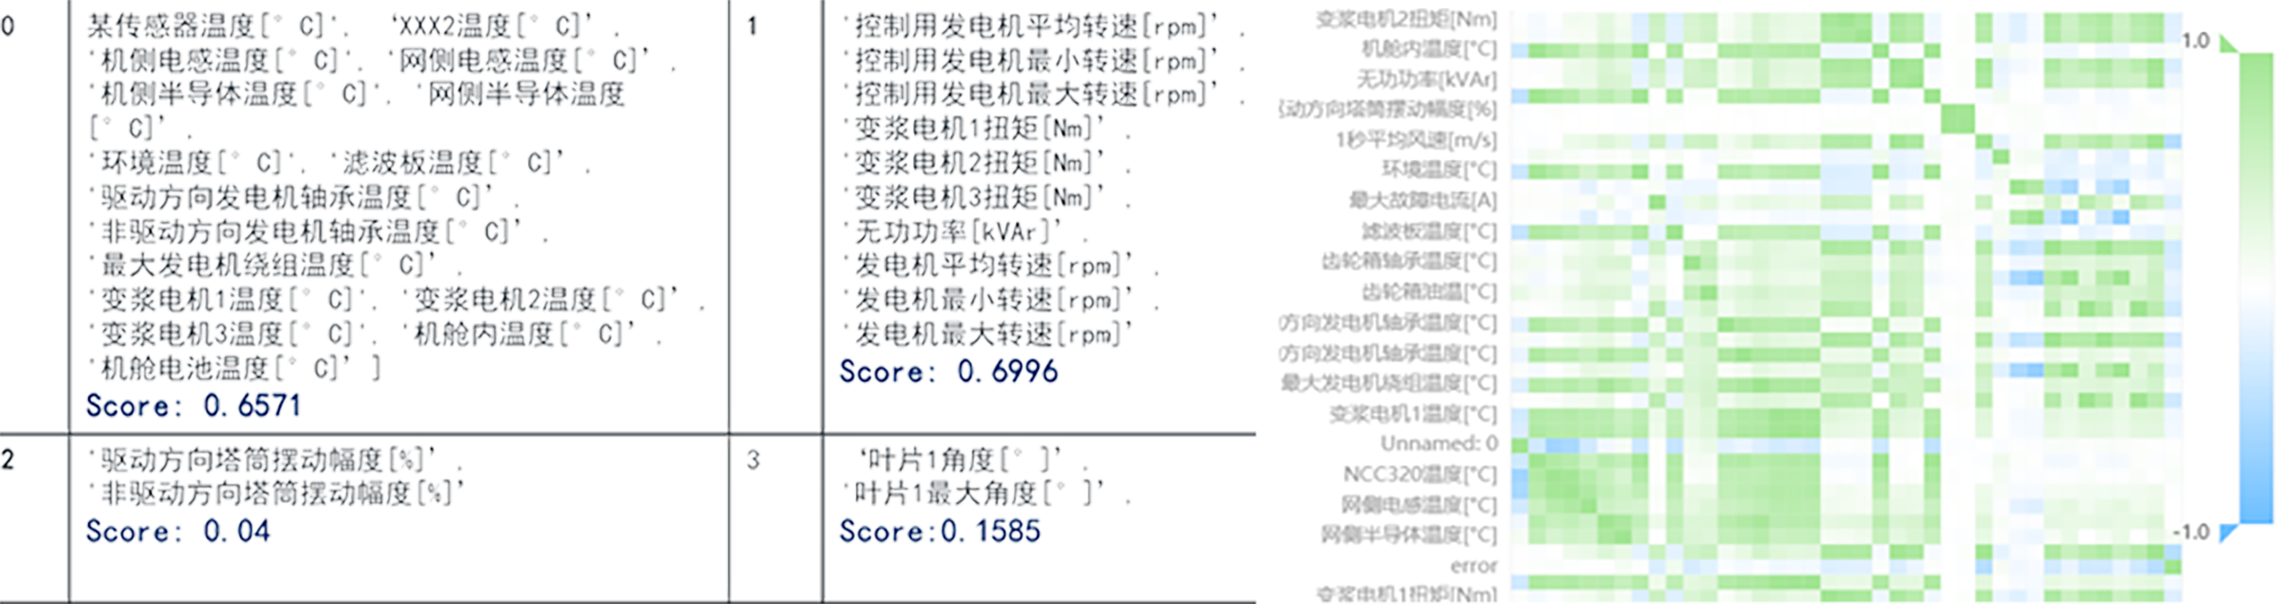 0
某传感器温度[° C]', 'XXX2温度[° C]',
'机侧电感温度[° C]', '网侧电感温度[° C]',
'机侧半导体温度[° C]', '网侧半导体温度
[° C]',
'环境温度[° C]', '滤波板温度[° C]',
'驱动方向发电机轴承温度[° C]',
'非驱动方向发电机轴承温度[° C]',
'最大发电机绕组温度[° C]',
'变浆电机1温度[° C]', '变浆电机2温度[° C]',
'变浆电机3温度[° C]', '机舱内温度[° C]',
'机舱电池温度[° C]' ]
Score: 0.6571
1
'控制用发电机平均转速[rpm]',
'控制用发电机最小转速[rpm]',
'控制用发电机最大转速[rpm]',
'变浆电机1扭矩[Nm]',
'变浆电机2扭矩[Nm]',
'变浆电机3扭矩[Nm]',
'无功功率[kVAr]',
'发电机平均转速[rpm]',
'发电机最小转速[rpm]',
'发电机最大转速[rpm]'
Score: 0.6996
2
'驱动方向塔筒摆动幅度[%]',
'非驱动方向塔筒摆动幅度[%]'
Score: 0.04
3
'叶片1角度[° ]',
'叶片1最大角度[° ]',
Score:0.1585
变浆电机2扭矩[Nm]
机舱内温度[°C]
无功功率[kVAr]
动方向塔筒摆动幅度[%]
1秒平均风速[m/s]
环境温度[°C]
最大故障电流[A]
滤波板温度[°C]
齿轮箱轴承温度[°C]
齿轮箱油温[°C]
方向发电机轴承温度[°C]
方向发电机轴承温度[°C]
最大发电机绕组温度[°C]
变浆电机1温度[°C]
Unnamed: 0
NCC320温度[°C]
网侧电感温度[°C]
网侧半导体温度[°C]
error
变浆电机1扭矩[Nm]
1.0
-1.0